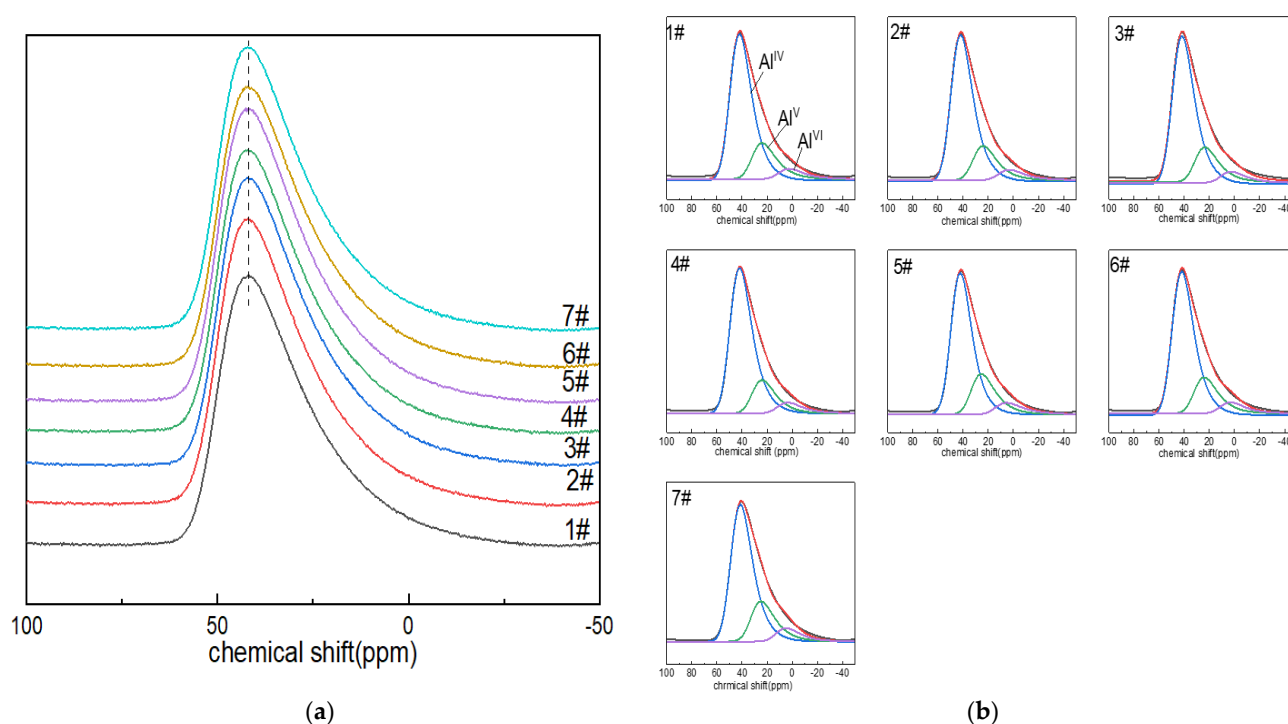 7#
6#
5#
4#
3#
2#
1#
100
50
0
-50
chemical shift(ppm)
(a)
1#
Al^IV
Al^V
Al^VI
100 80 60 40 20 0 -20 -40
chemical shift(ppm)
2#
100 80 60 40 20 0 -20 -40
chemical shift(ppm)
3#
100 80 60 40 20 0 -20 -40
chemical shift(ppm)
4#
100 80 60 40 20 0 -20 -40
chemical shift (ppm)
5#
100 80 60 40 20 0 -20 -40
chemical shift(ppm)
6#
100 80 60 40 20 0 -20 -40
chemical shift(ppm)
7#
100 80 60 40 20 0 -20 -40
chrmical shift(ppm)
(b)